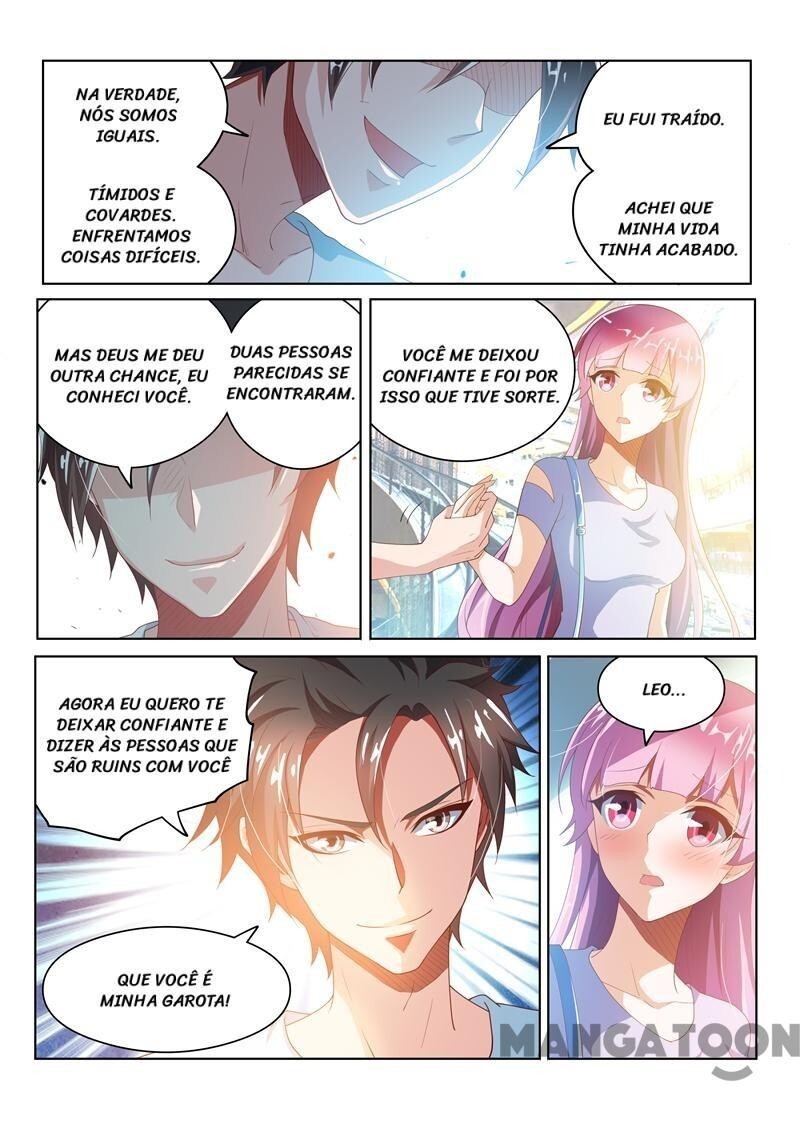 NA VERDADE,
NÓS SOMOS
IGUAIS.
TÍMIDOS E
COVARDES.
ENFRENTAMOS
COISAS DIFÍCEIS.
EU FUI TRAÍDO.
ACHEI QUE
MINHA VIDA
TINHA ACABADO.
MAS DEUS ME DEU
OUTRA CHANCE, EU
CONHECI VOCÊ.
DUAS PESSOAS
PARECIDAS SE
ENCONTRARAM.
VOCÊ ME DEIXOU
CONFIANTE E FOI POR
ISSO QUE TIVE SORTE.
AGORA EU QUERO TE
DEIXAR CONFIANTE E
DIZER ÀS PESSOAS QUE
SÃO RUINS COM VOCÊ
QUE VOCÊ É
MINHA GAROTA!
LEO...
MANGATOON